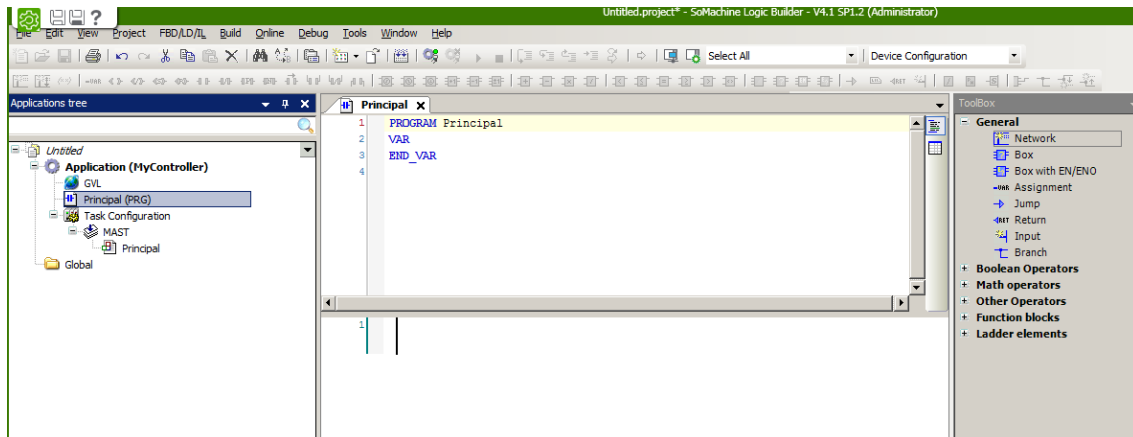 Untitled.project* - SoMachine Logic Builder - V4.1 SP1.2 (Administrator)
File Edit View Project FBD/LD/IL Build Online Debug Tools Window Help
Select All
Device Configuration
Applications tree
Principal
ToolBox
Untitled
Application (MyController)
GVL
Principal (PRG)
Task Configuration
MAST
Principal
Global
1 PROGRAM Principal
2 VAR
3 END_VAR
4
1
General
Network
Box
Box with EN/ENO
Assignment
Jump
Return
Input
Branch
Boolean Operators
Math operators
Other Operators
Function blocks
Ladder elements